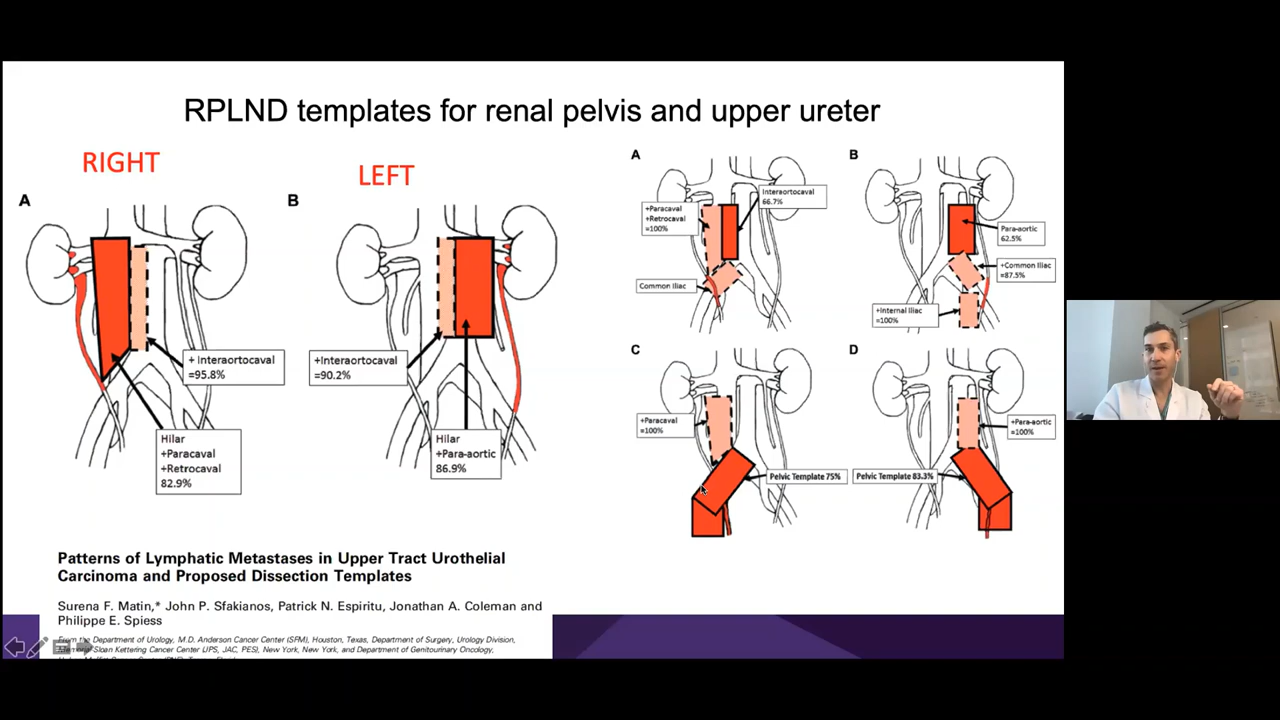 RPLND templates for renal pelvis and upper ureter
RIGHT
LEFT
A
B
+ Interaortocaval
=95.8%
Hilar
+Paracaval
+Retrocaval
82.9%
+Interaortocaval
=90.2%
Hilar
+Para-aortic
86.9%
A
+Paracaval
+Retrocaval
=100%
Interaortocaval
66.7%
Common Iliac
B
Para-aortic
62.5%
+Common Iliac
=87.5%
+Internal Iliac
=100%
C
+Paracaval
=100%
Pelvic Template 75%
D
+Para-aortic
=100%
Pelvic Template 83.3%
Patterns of Lymphatic Metastases in Upper Tract Urothelial
Carcinoma and Proposed Dissection Templates
Surena F. Matin,* John P. Sfakianos, Patrick N. Espiritu, Jonathan A. Coleman and
Philippe E. Spiess
From the Department of Urology, M.D. Anderson Cancer Center (SFM), Houston, Texas, Department of Surgery, Urology Division,
Memorial Sloan Kettering Cancer Center (JPS, JAC, PES), New York, New York, and Department of Genitourinary Oncology,